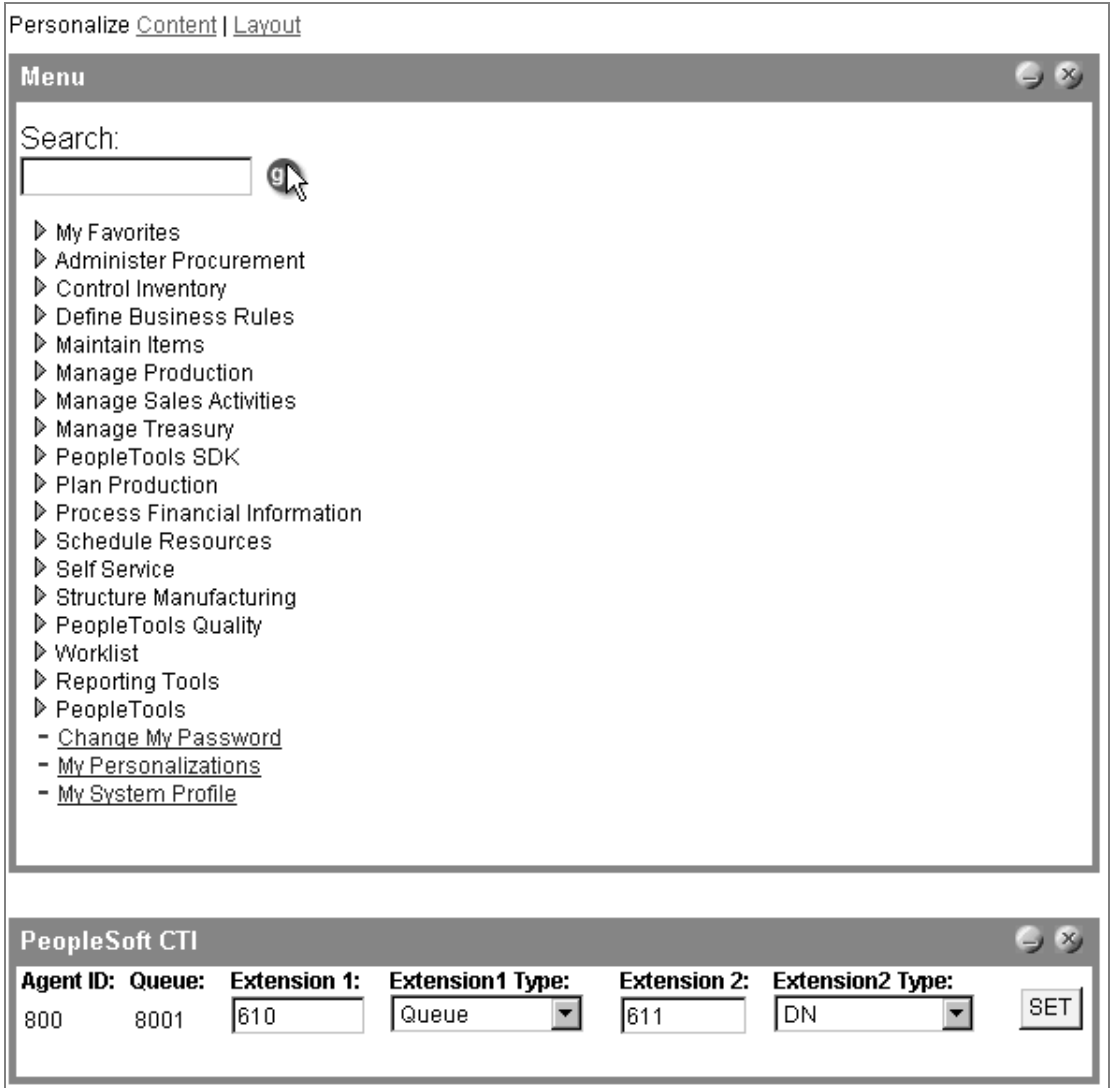 Personalize Content | Layout
Menu
Search:
My Favorites
Administer Procurement
Control Inventory
Define Business Rules
Maintain Items
Manage Production
Manage Sales Activities
Manage Treasury
PeopleTools SDK
Plan Production
Process Financial Information
Schedule Resources
Self Service
Structure Manufacturing
PeopleTools Quality
Worklist
Reporting Tools
PeopleTools
- Change My Password
- My Personalizations
- My System Profile
PeopleSoft CTI
Agent ID: Queue: Extension 1: Extension1 Type: Extension 2: Extension2 Type:
800 8001 610 Queue 611 DN SET